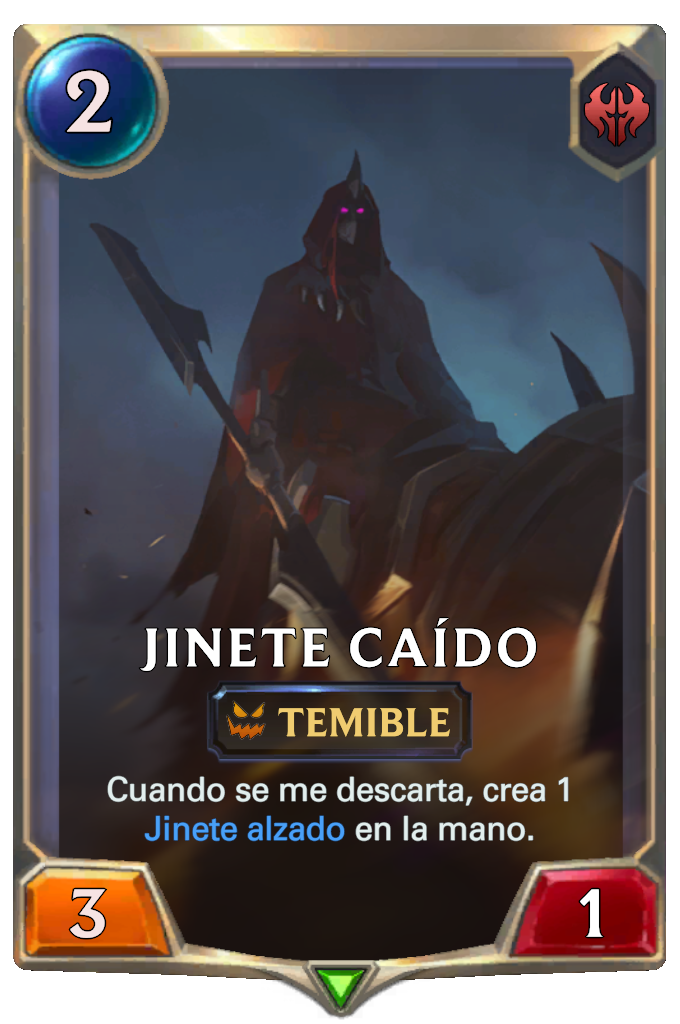 2
JINETE CAÍDO
TEMIBLE
Cuando se me descarta, crea 1
Jinete alzado en la mano.
3
1